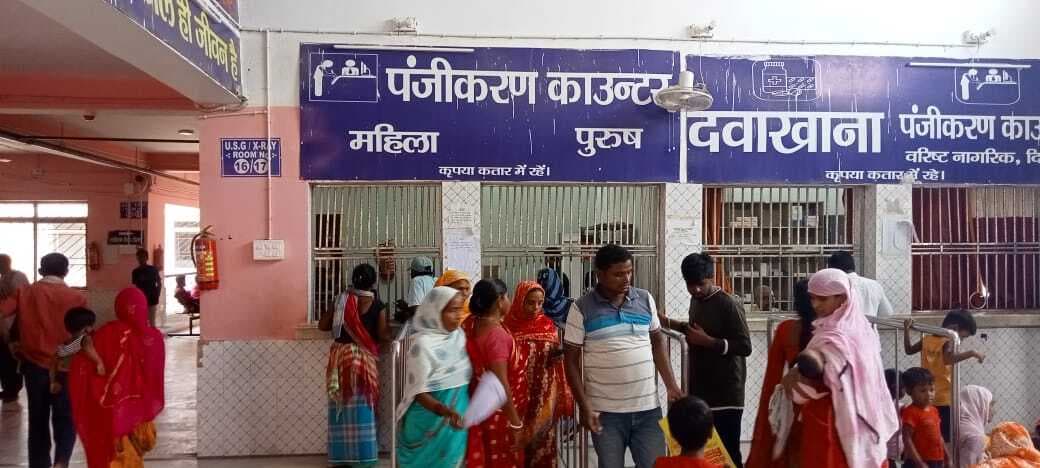 ल ही जीवन है
U.S.G / X-RAY
ROOM No.
16 17
पंजीकरण काउन्टर
महिला पुरुष
कृपया कतार में रहें।
दवाखाना
पंजीकरण
वरिष्ट नागरिक,
कृपया कतार में रहे।